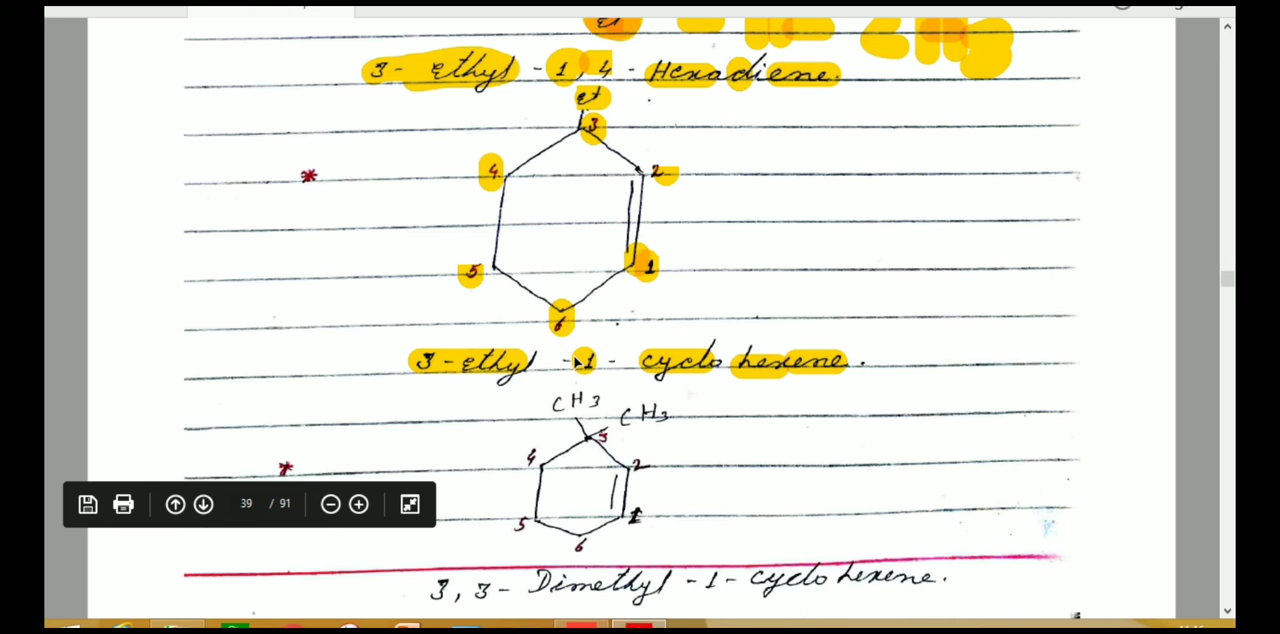 Et
3- Ethyl -1, 4 - Hexadiene.
et
3
4 2
5 1
6
3-ethyl -1- cyclo hexene.
CH3
CH3
3
4 2
5 1
6
39 / 91
3, 3- Dimethyl -1- cyclo hexene.